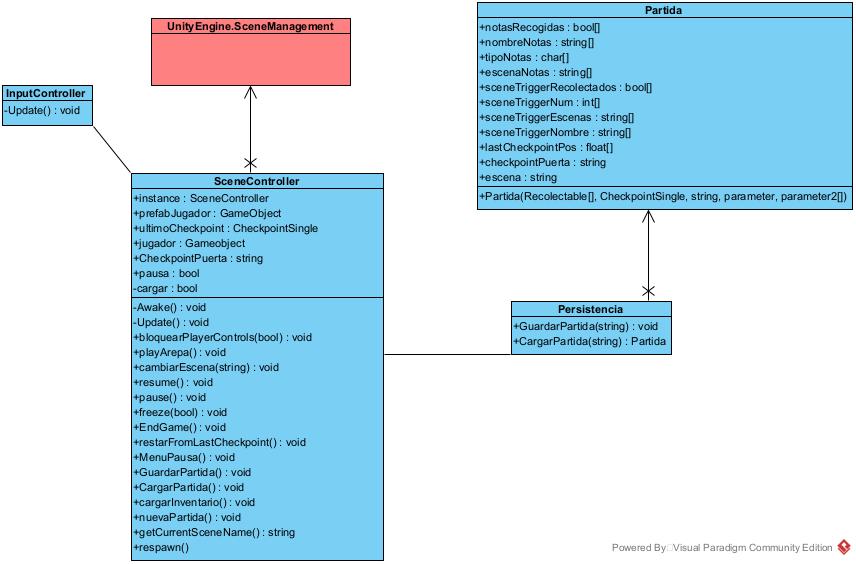 UnityEngine.SceneManagement
InputController
-Update() : void
SceneController
+instance : SceneController
+prefabJugador : GameObject
+ultimoCheckpoint : CheckpointSingle
+jugador : Gameobject
+CheckpointPuerta : string
+pausa : bool
-cargar : bool
-Awake() : void
-Update() : void
+bloquearPlayerControls(bool) : void
+playArepa() : void
+cambiarEscena(string) : void
+resume() : void
+pause() : void
+freeze(bool) : void
+EndGame() : void
+restarFromLastCheckpoint() : void
+MenuPausa() : void
+GuardarPartida() : void
+CargarPartida() : void
+cargarInventario() : void
+nuevaPartida() : void
+getCurrentSceneName() : string
+respawn()
Partida
+notasRecogidas : bool[]
+nombreNotas : string[]
+tipoNotas : char[]
+escenaNotas : string[]
+sceneTriggerRecolectados : bool[]
+sceneTriggerNum : int[]
+sceneTriggerEscenas : string[]
+sceneTriggerNombre : string[]
+lastCheckpointPos : float[]
+checkpointPuerta : string
+escena : string
+Partida(Recolectable[], CheckpointSingle, string, parameter, parameter2[])
Persistencia
+GuardarPartida(string) : void
+CargarPartida(string) : Partida
Powered By Visual Paradigm Community Edition